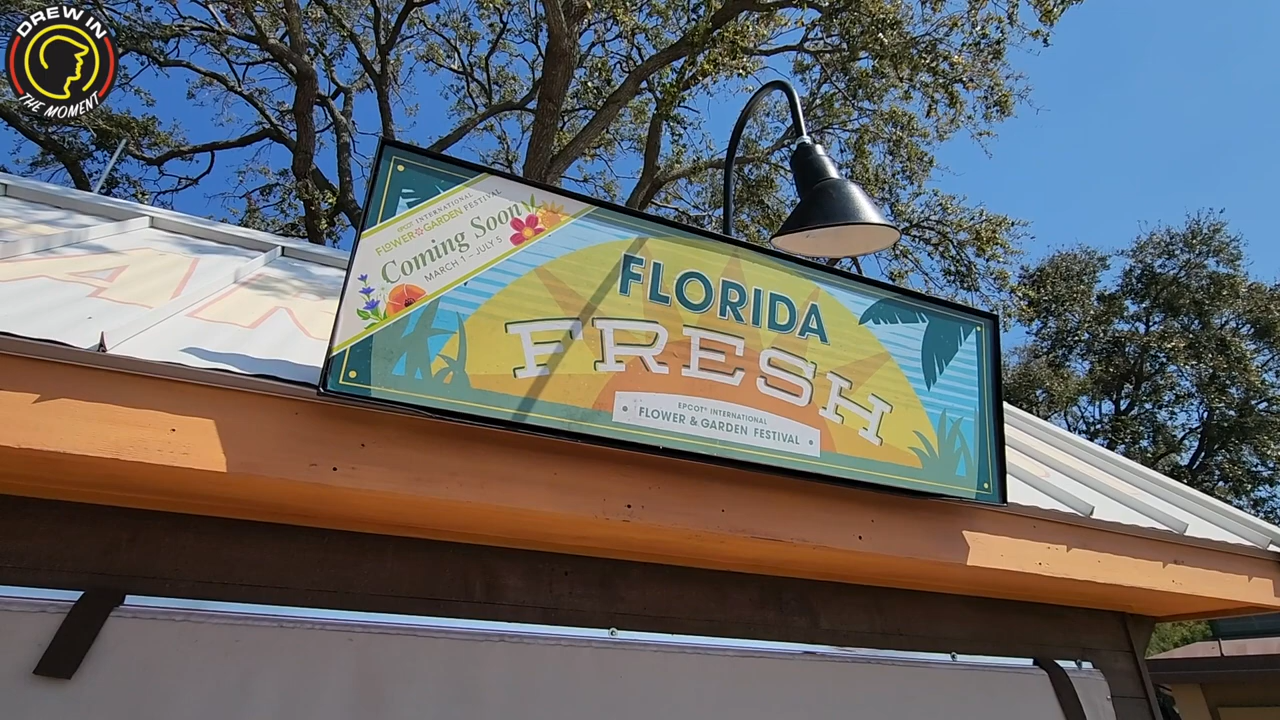 DREW IN
THE MOMENT
EPCOT INTERNATIONAL
FLOWER & GARDEN FESTIVAL
Coming Soon
MARCH 1 – JULY 5
FLORIDA
FRESH
EPCOT® INTERNATIONAL
FLOWER & GARDEN FESTIVAL